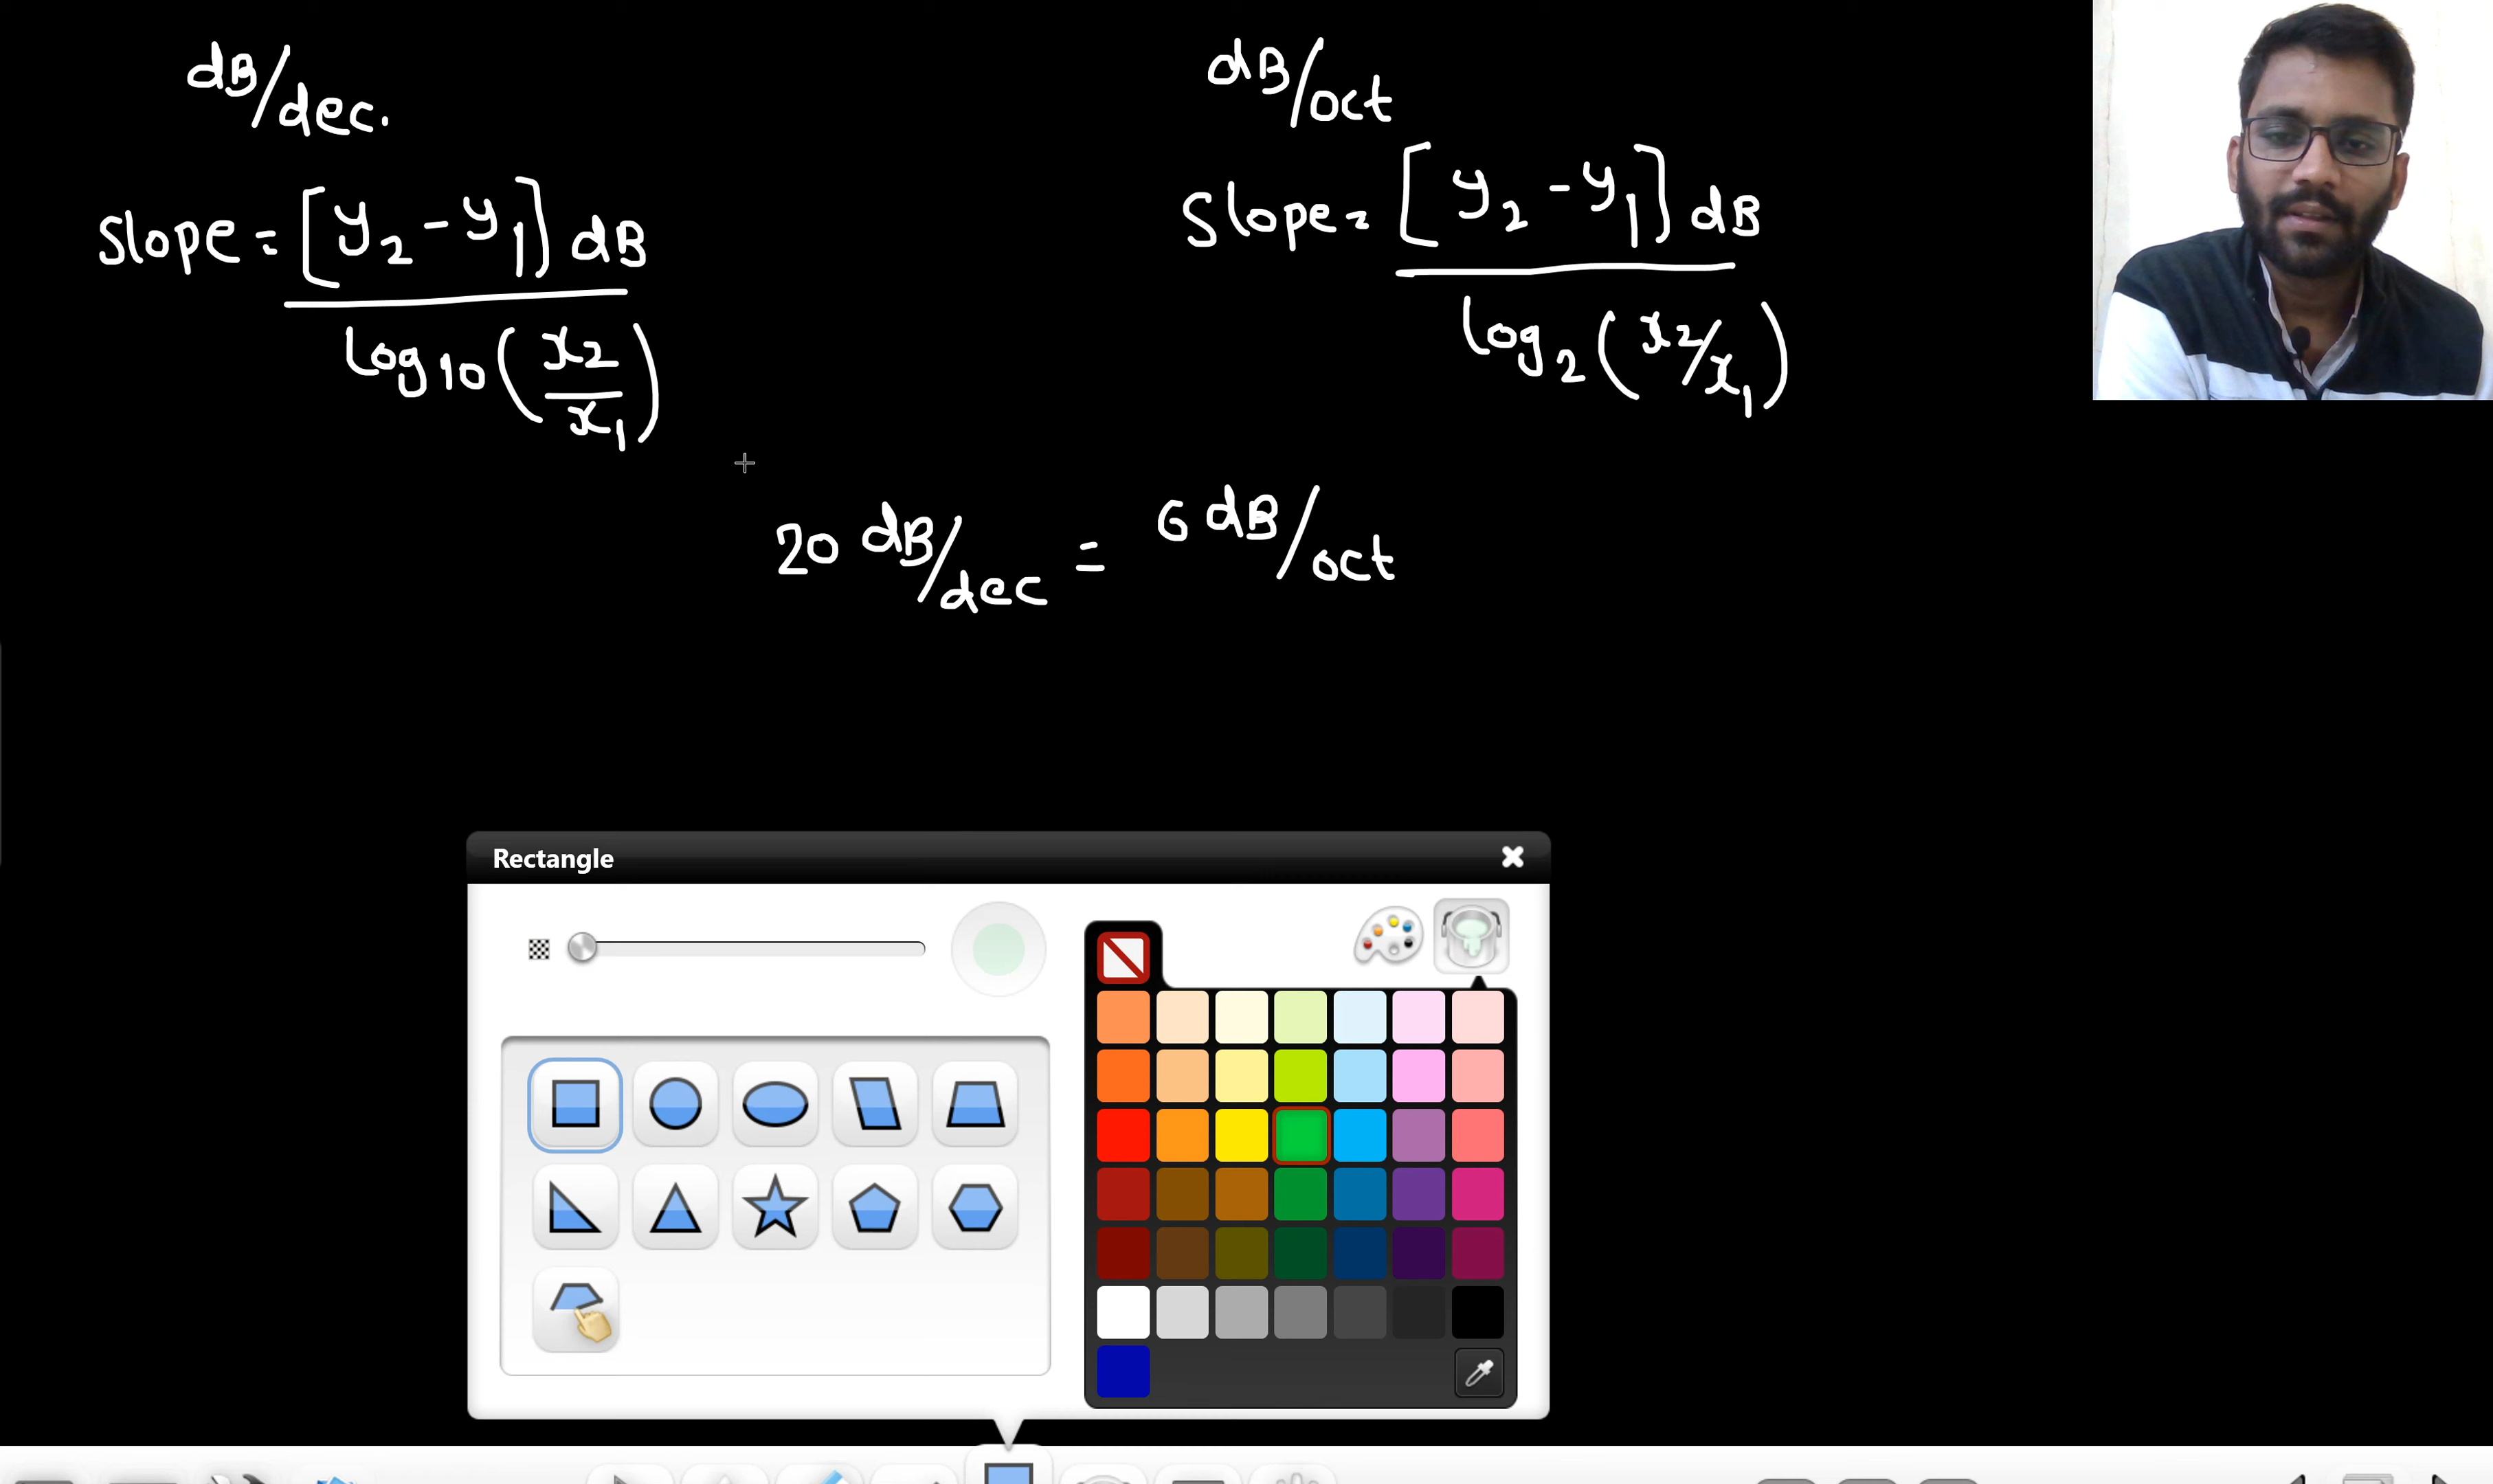 dB/dec.
Slope = [y₂ - y₁] dB
log₁₀ (x₂/x₁)
dB/oct
Slope = [y₂ - y₁] dB
log₂ (x₂/x₁)
20 dB/dec = 6 dB/oct
Rectangle